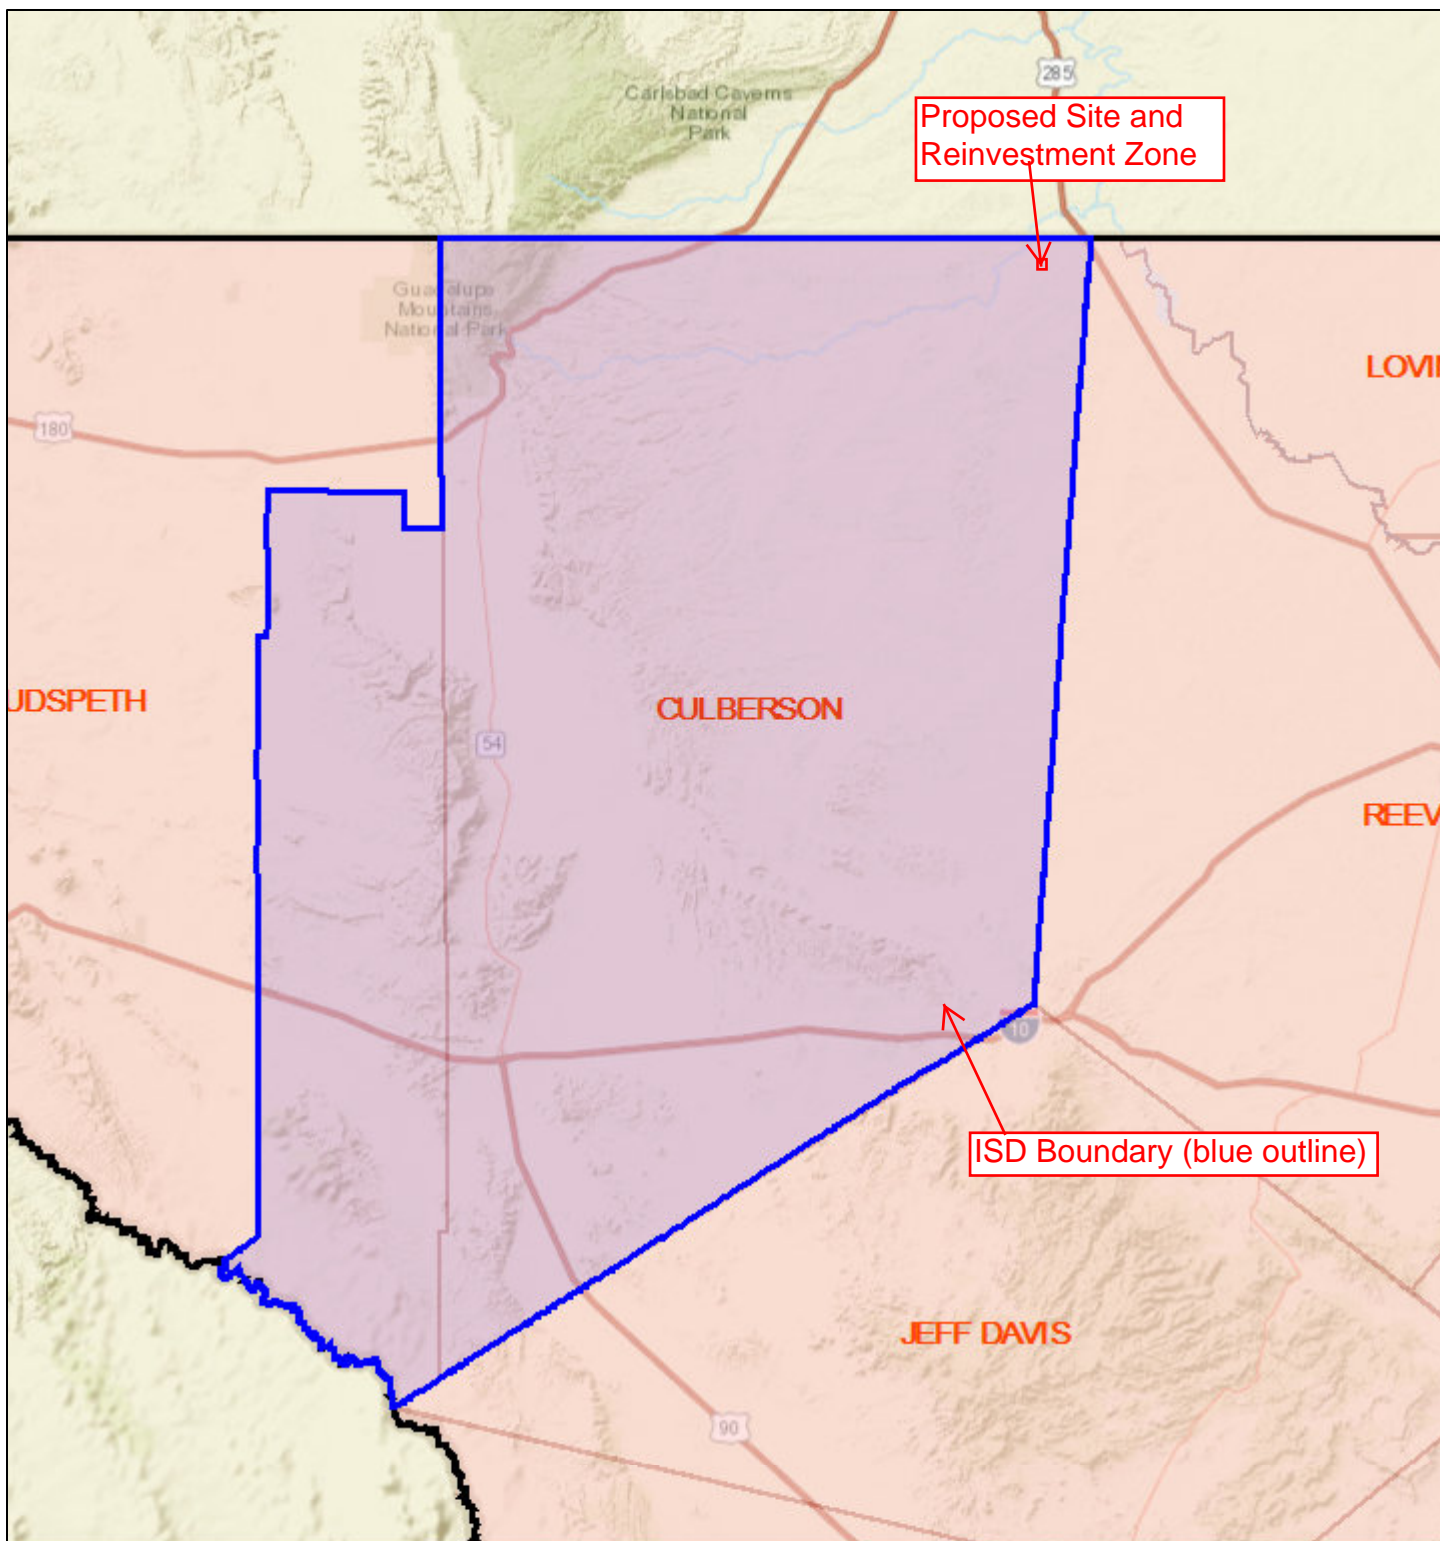 Carlsbad Caverns
National
Park
285
Proposed Site and
Reinvestment Zone
Guadalupe
Mountains
National Park
LOVI
180
UDSPETH
CULBERSON
54
REEV
10
ISD Boundary (blue outline)
JEFF DAVIS
90